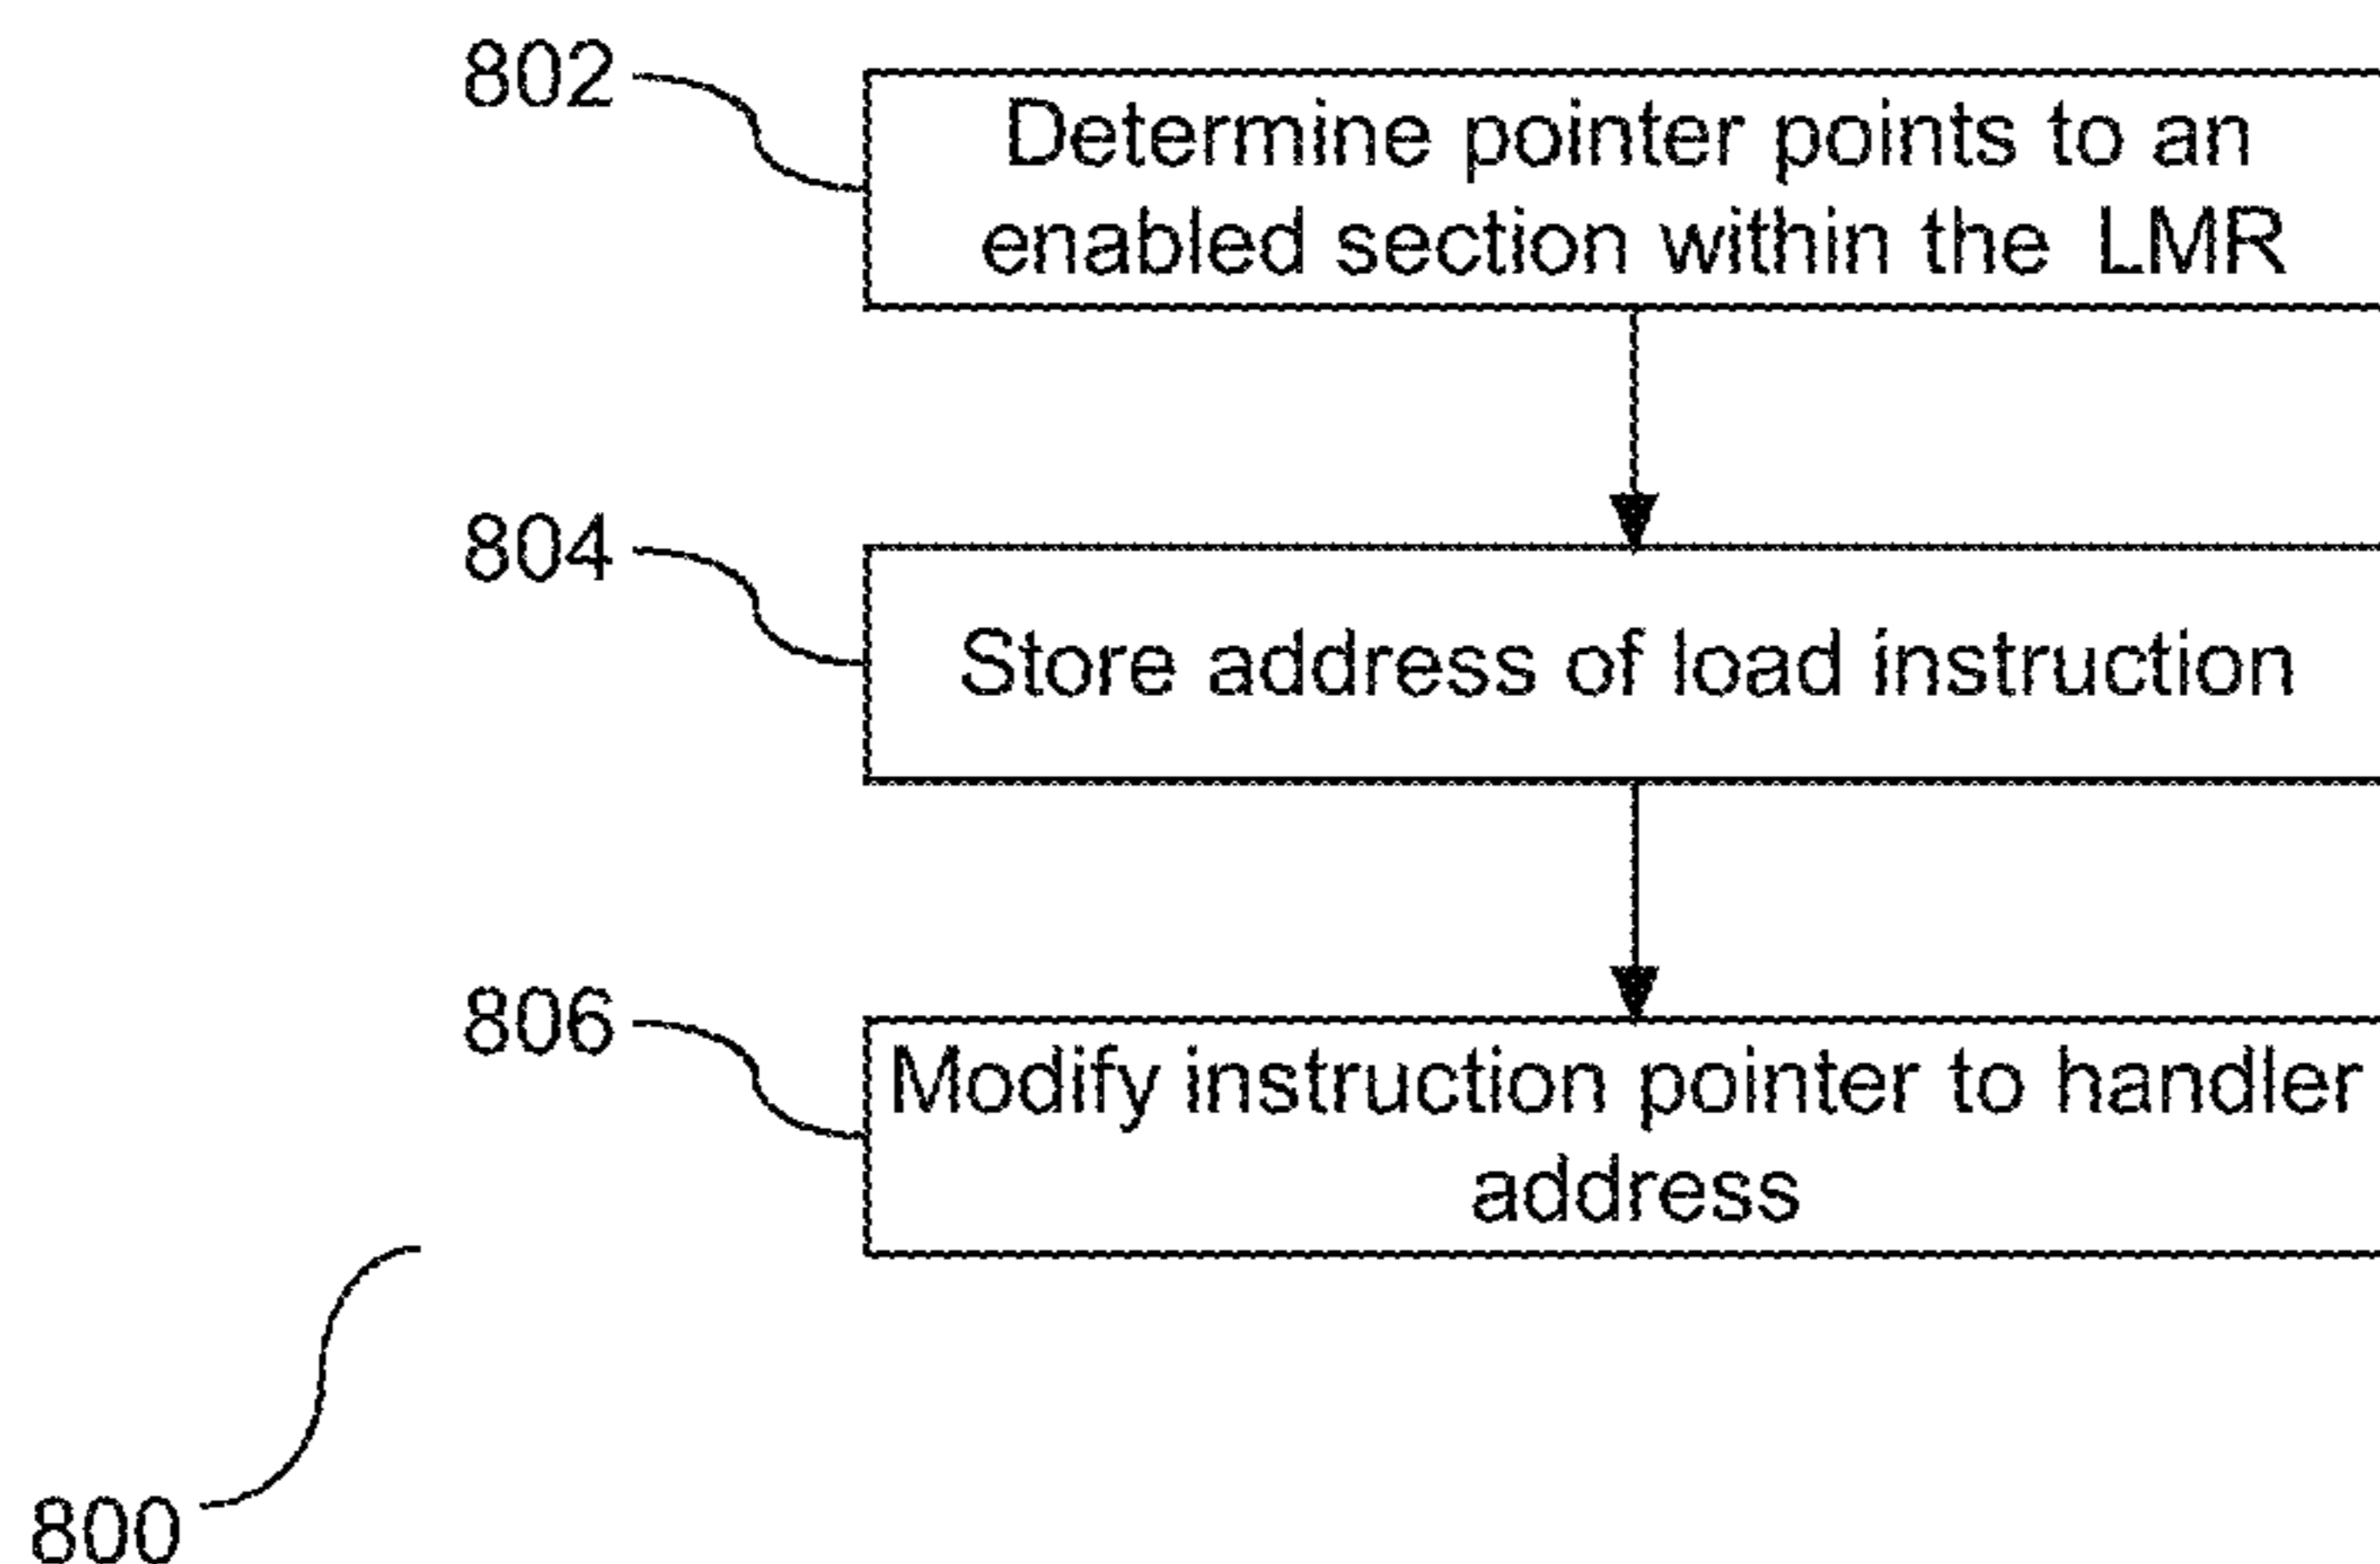 802
Determine pointer points to an
enabled section within the LMR
804
Store address of load instruction
806
Modify instruction pointer to handler
address
800